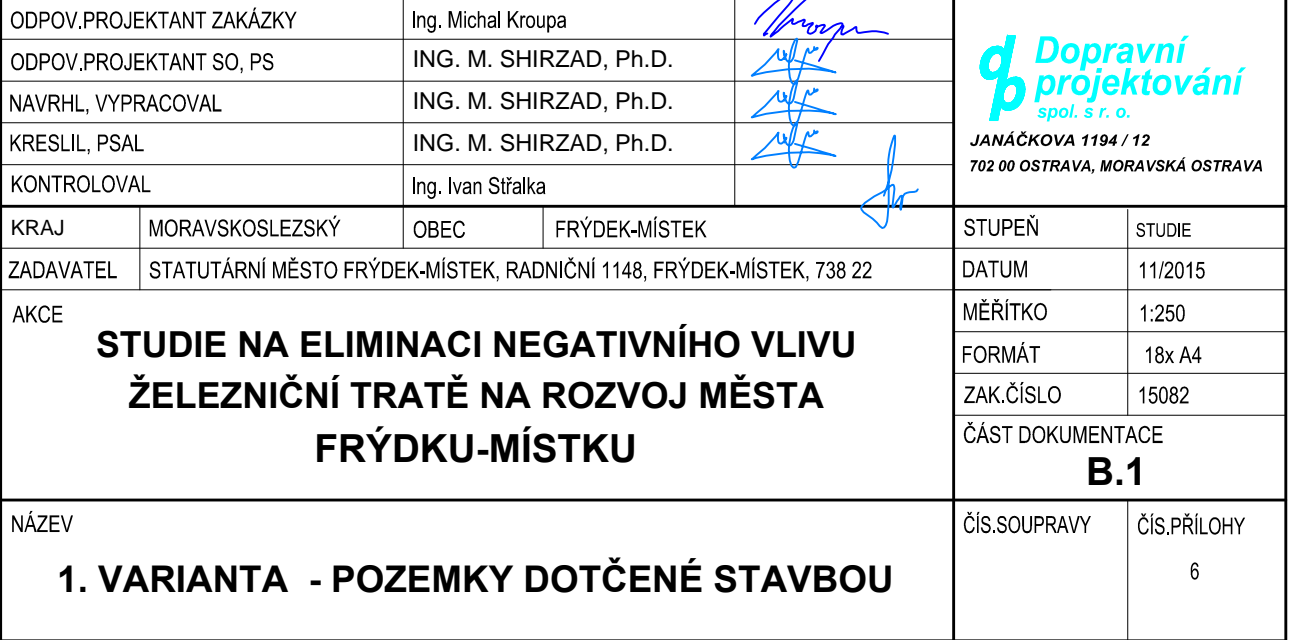 ODPOV.PROJEKTANT ZAKÁZKY Ing. Michal Kroupa
ODPOV.PROJEKTANT SO, PS ING. M. SHIRZAD, Ph.D.
NAVRHL, VYPRACOVAL ING. M. SHIRZAD, Ph.D.
KRESLIL, PSAL ING. M. SHIRZAD, Ph.D.
KONTROLOVAL Ing. Ivan Střalka
dp Dopravní
projektování
spol. s r. o.
JANÁČKOVA 1194 / 12
702 00 OSTRAVA, MORAVSKÁ OSTRAVA
KRAJ MORAVSKOSLEZSKÝ OBEC FRÝDEK-MÍSTEK
ZADAVATEL STATUTÁRNÍ MĚSTO FRÝDEK-MÍSTEK, RADNIČNÍ 1148, FRÝDEK-MÍSTEK, 738 22
STUPEŇ STUDIE
DATUM 11/2015
MĚŘÍTKO 1:250
FORMÁT 18x A4
ZAK.ČÍSLO 15082
ČÁST DOKUMENTACE
B.1
AKCE
STUDIE NA ELIMINACI NEGATIVNÍHO VLIVU
ŽELEZNIČNÍ TRATĚ NA ROZVOJ MĚSTA
FRÝDKU-MÍSTKU
NÁZEV
1. VARIANTA - POZEMKY DOTČENÉ STAVBOU
ČÍS.SOUPRAVY ČÍS.PŘÍLOHY
6